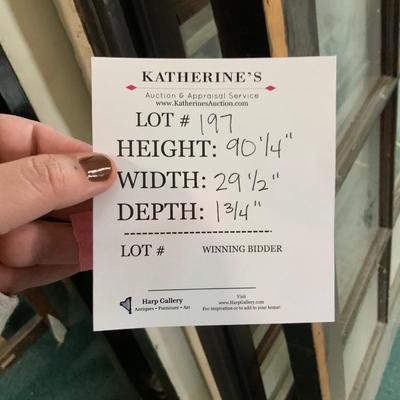 KATHERINE'S
Auction & Appraisal Service
www.KatherinesAuction.com
LOT # 197
HEIGHT: 90 1/4"
WIDTH: 29 1/2"
DEPTH: 1 3/4"
LOT # WINNING BIDDER
Harp Gallery
Antiques • Furniture • Art
Visit
www.HarpGallery.com
For inspiration or to add to your home!